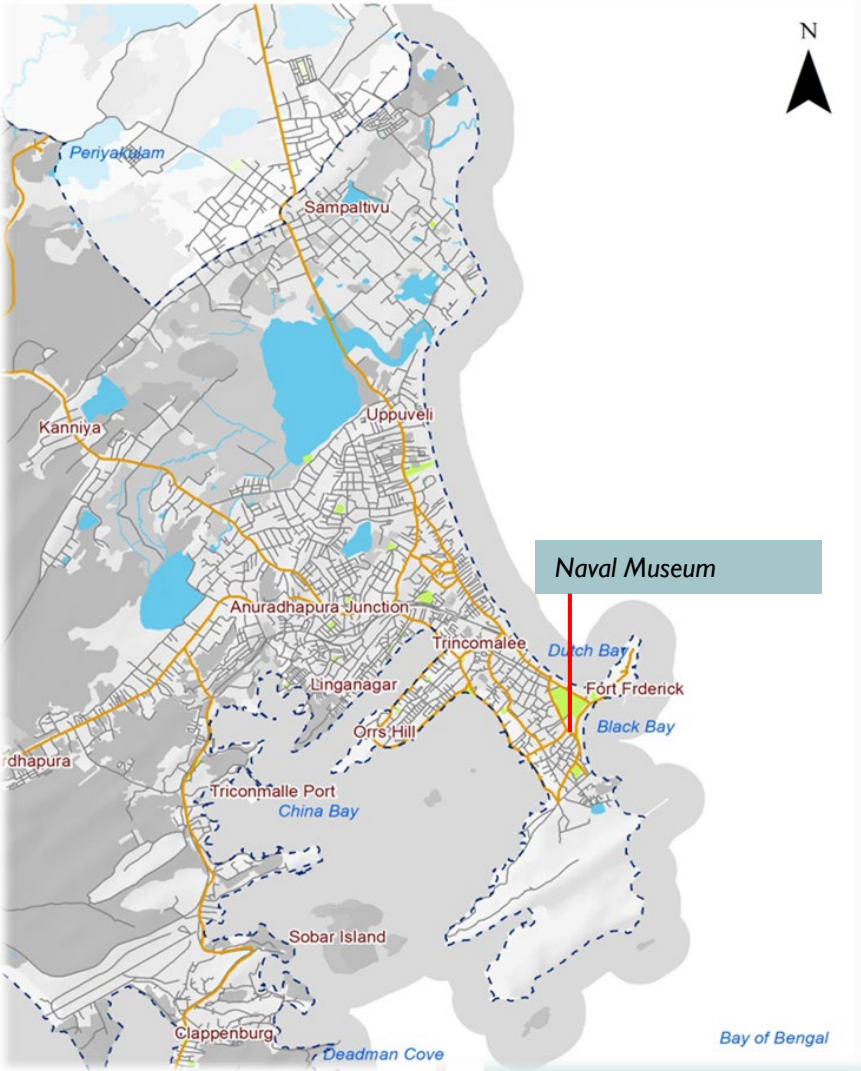 N
Periyakulam
Sampaltivu
Uppuveli
Kanniya
Naval Museum
Anuradhapura Junction
Trincomalee
Dutch Bay
Linganagar
Fort Frderick
Orrs Hill
Black Bay
rdhapura
Triconmalle Port
China Bay
Sobar Island
Clappenburg
Bay of Bengal
Deadman Cove